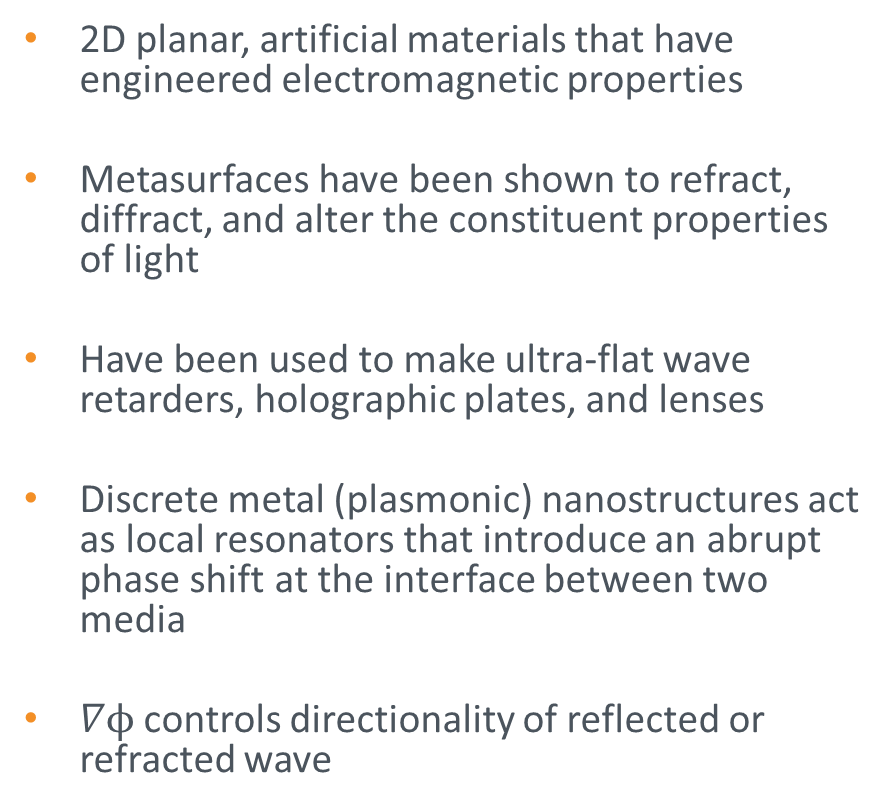 • 2D planar, artificial materials that have
engineered electromagnetic properties
• Metasurfaces have been shown to refract,
diffract, and alter the constituent properties
of light
• Have been used to make ultra-flat wave
retarders, holographic plates, and lenses
• Discrete metal (plasmonic) nanostructures act
as local resonators that introduce an abrupt
phase shift at the interface between two
media
• ∇ϕ controls directionality of reflected or
refracted wave